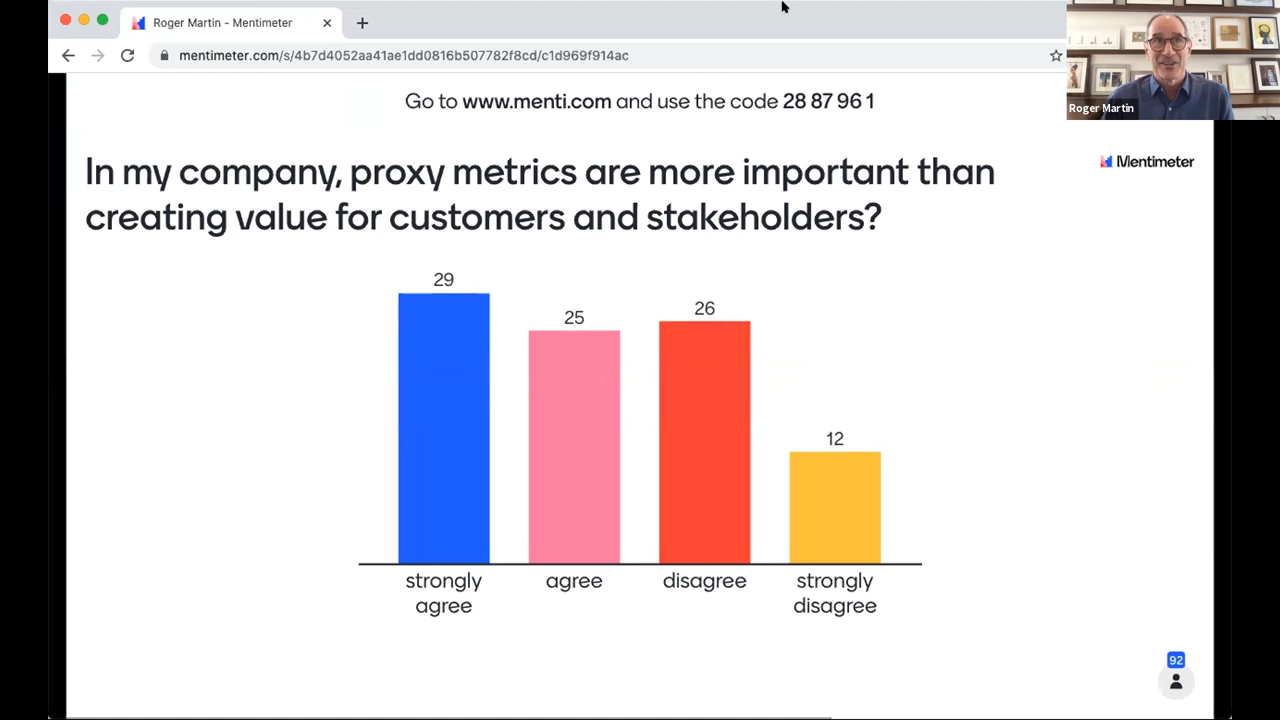 Roger Martin - Mentimeter
mentimeter.com/s/4b7d4052aa41ae1dd0816b507782f8cd/c1d969f914ac
Roger Martin
Go to www.menti.com and use the code 28 87 96 1
In my company, proxy metrics are more important than
creating value for customers and stakeholders?
Mentimeter
29
25
26
12
strongly
agree
agree
disagree
strongly
disagree
92